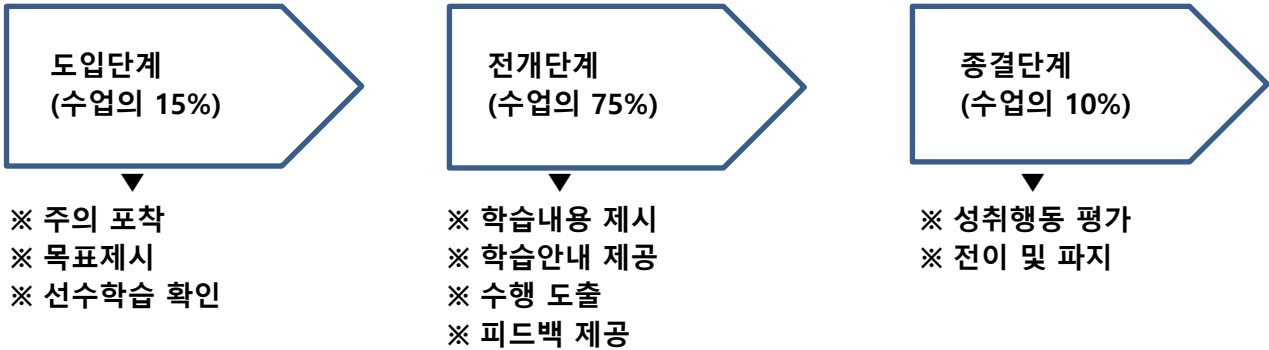 도입단계
(수업의 15%)
▼
※ 주의 포착
※ 목표제시
※ 선수학습 확인
전개단계
(수업의 75%)
▼
※ 학습내용 제시
※ 학습안내 제공
※ 수행 도출
※ 피드백 제공
종결단계
(수업의 10%)
▼
※ 성취행동 평가
※ 전이 및 파지